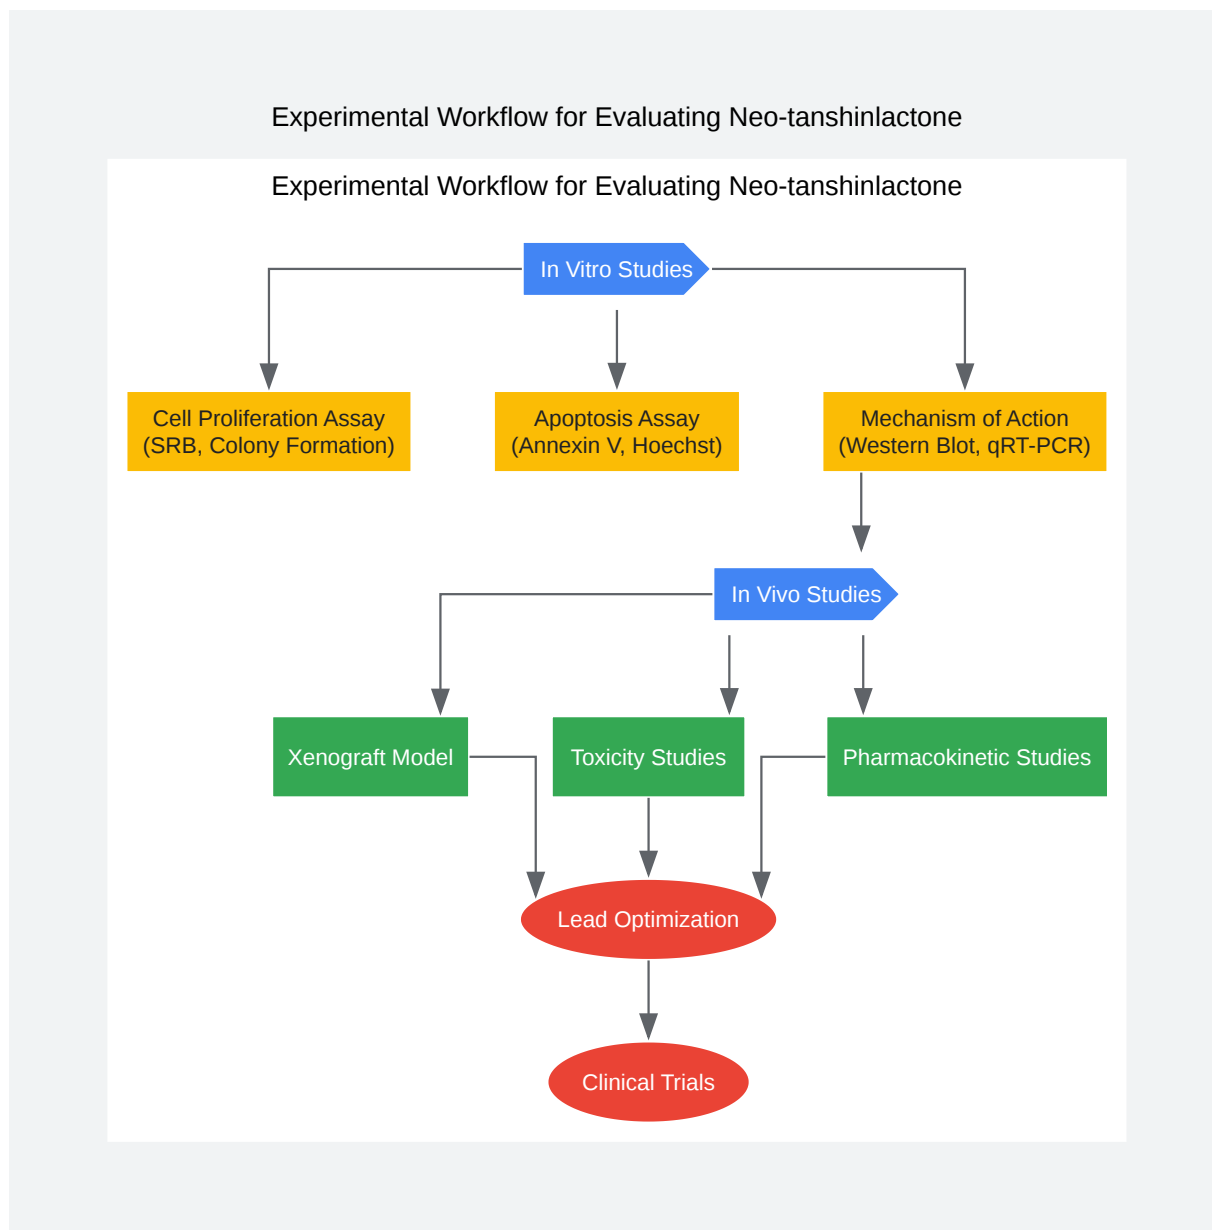 Experimental Workflow for Evaluating Neo-tanshinlactone
Experimental Workflow for Evaluating Neo-tanshinlactone
In Vitro Studies
Cell Proliferation Assay
(SRB, Colony Formation)
Apoptosis Assay
(Annexin V, Hoechst)
Mechanism of Action
(Western Blot, qRT-PCR)
In Vivo Studies
Xenograft Model
Toxicity Studies
Pharmacokinetic Studies
Lead Optimization
Clinical Trials